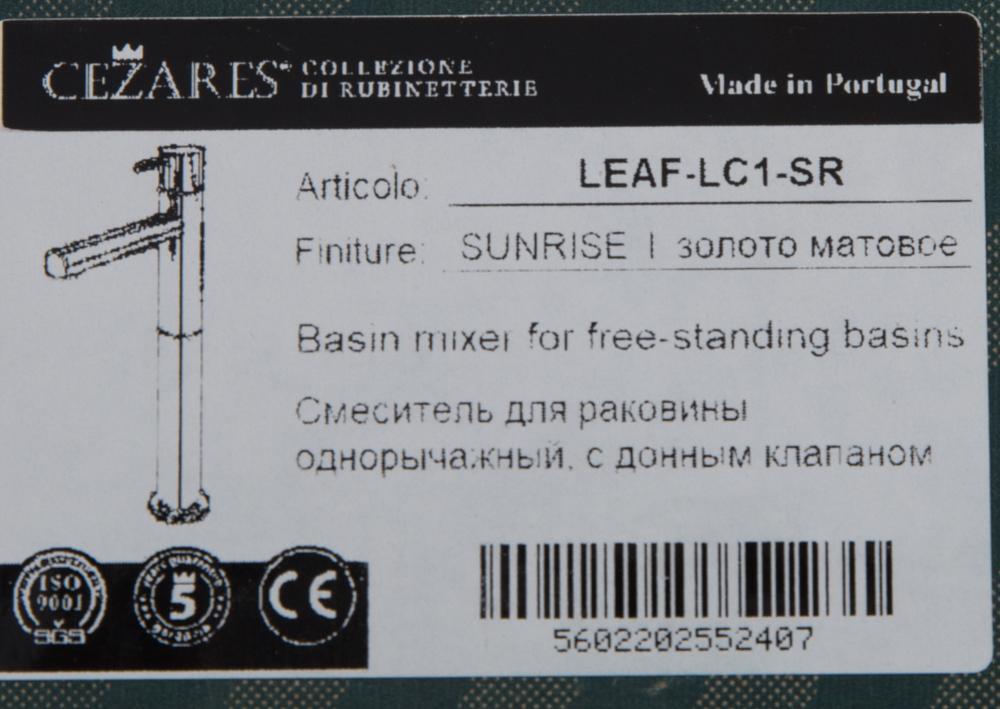 CEZARES® COLLEZIONE
DI RUBINETTERIE
Made in Portugal
Articolo: LEAF-LC1-SR
Finiture: SUNRISE | золото матовое
Basin mixer for free-standing basins
Смеситель для раковины
однорычажный, с донным клапаном
ISO
9001
SGS
5
CE
5602202552407